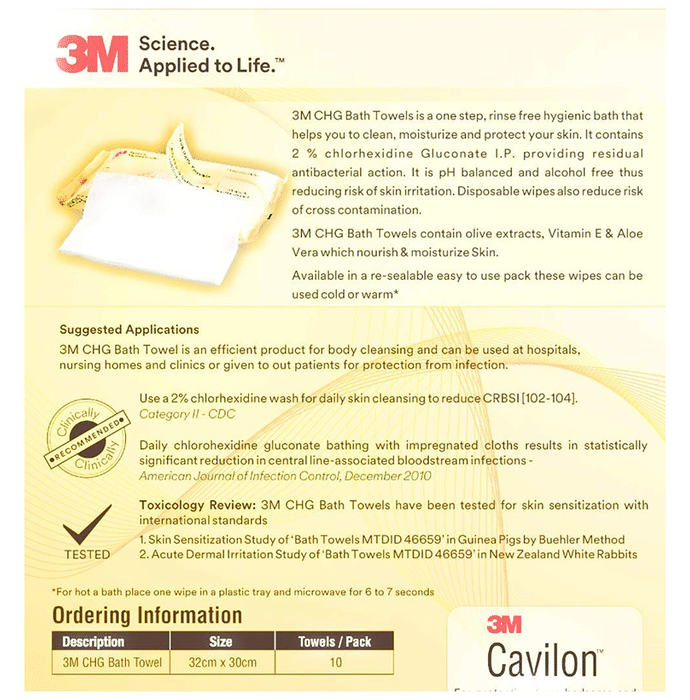 3M Science.
Applied to Life.™
3M CHG Bath Towels is a one step, rinse free hygienic bath that
helps you to clean, moisturize and protect your skin. It contains
2 % chlorhexidine Gluconate I.P. providing residual
antibacterial action. It is pH balanced and alcohol free thus
reducing risk of skin irritation. Disposable wipes also reduce risk
of cross contamination.
3M CHG Bath Towels contain olive extracts, Vitamin E & Aloe
Vera which nourish & moisturize Skin.
Available in a re-sealable easy to use pack these wipes can be
used cold or warm*
Suggested Applications
3M CHG Bath Towel is an efficient product for body cleansing and can be used at hospitals,
nursing homes and clinics or given to out patients for protection from infection.
Clinically
RECOMMENDED
Clinically
Use a 2% chlorhexidine wash for daily skin cleansing to reduce CRBSI [102-104].
Category II - CDC
Daily chlorohexidine gluconate bathing with impregnated cloths results in statistically
significant reduction in central line-associated bloodstream infections -
American Journal of Infection Control, December 2010
TESTED
Toxicology Review: 3M CHG Bath Towels have been tested for skin sensitization with
international standards
1. Skin Sensitization Study of 'Bath Towels MTDID 46659' in Guinea Pigs by Buehler Method
2. Acute Dermal Irritation Study of 'Bath Towels MTDID 46659' in New Zealand White Rabbits
*For hot a bath place one wipe in a plastic tray and microwave for 6 to 7 seconds
Ordering Information
Description Size Towels / Pack
3M CHG Bath Towel 32cm x 30cm 10
3M
Cavilon™